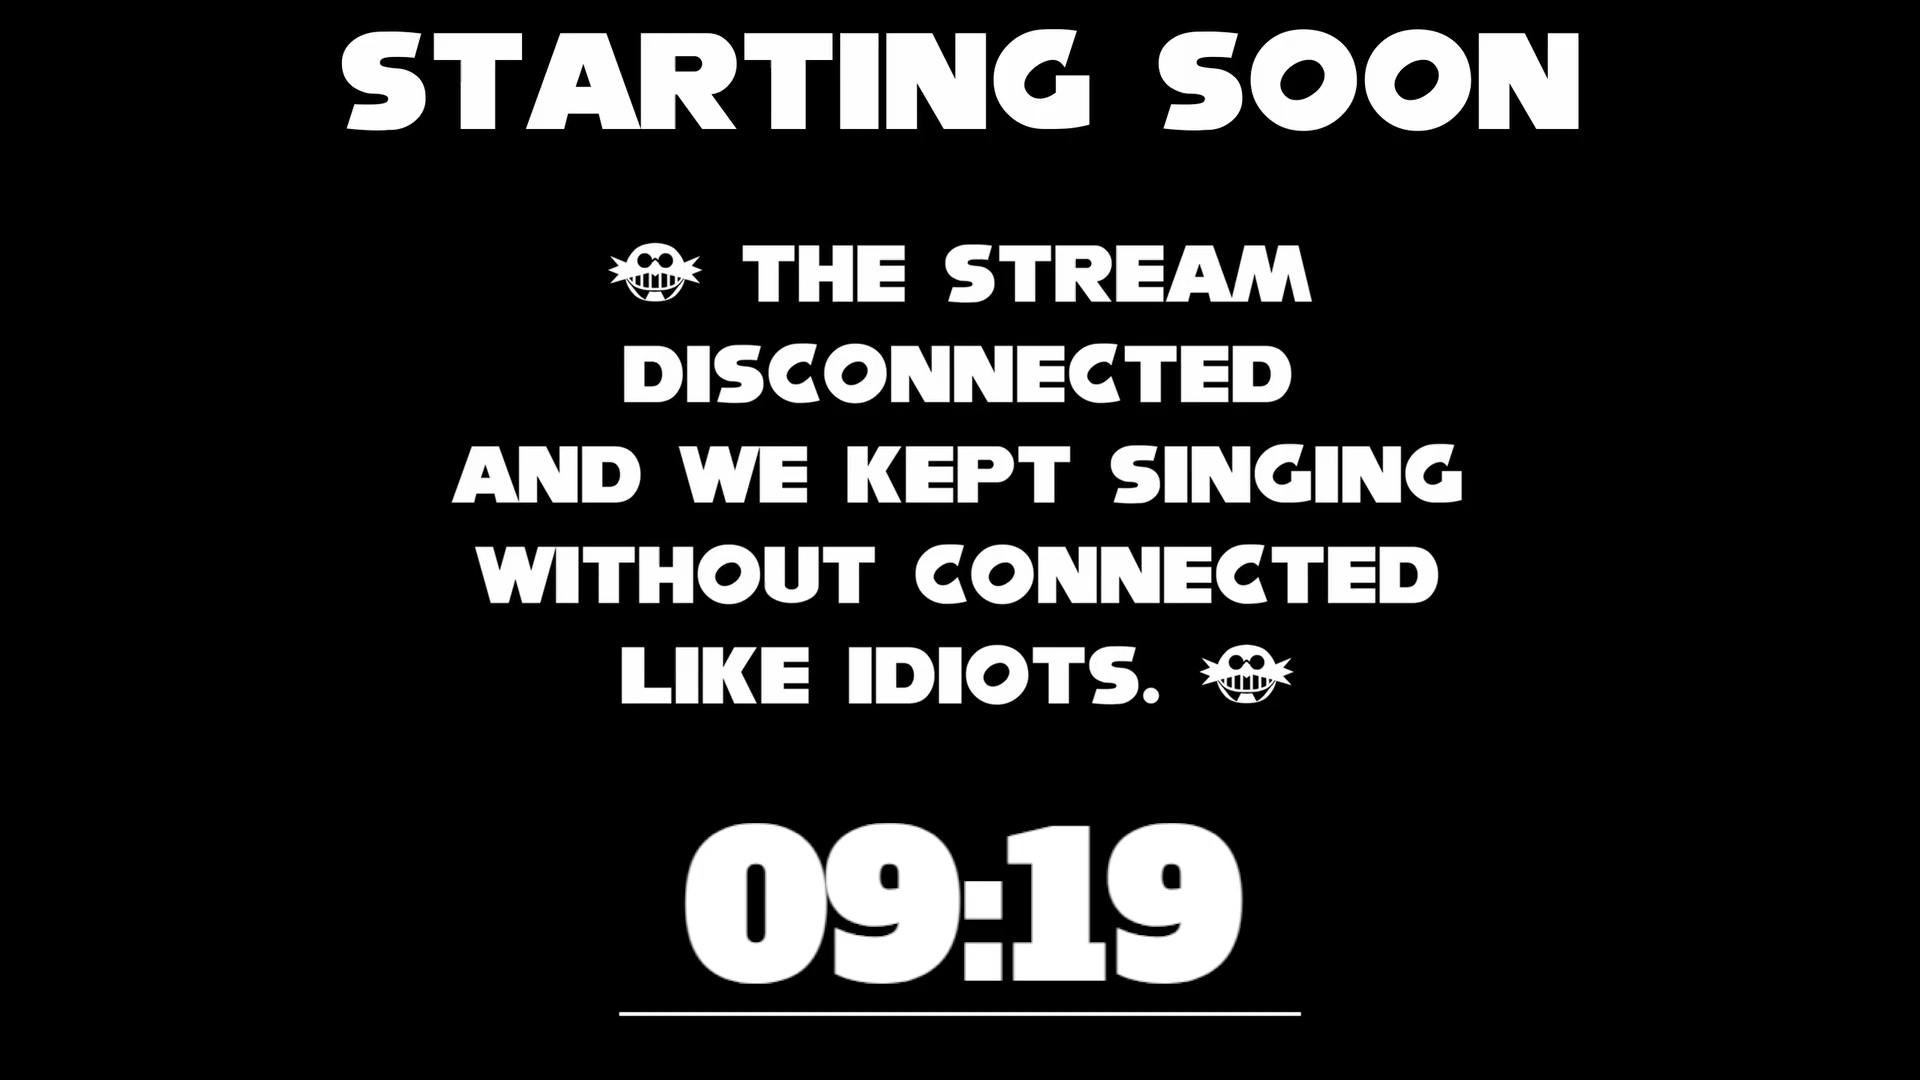 STARTING SOON
THE STREAM
DISCONNECTED
AND WE KEPT SINGING
WITHOUT CONNECTED
LIKE IDIOTS.
09:19